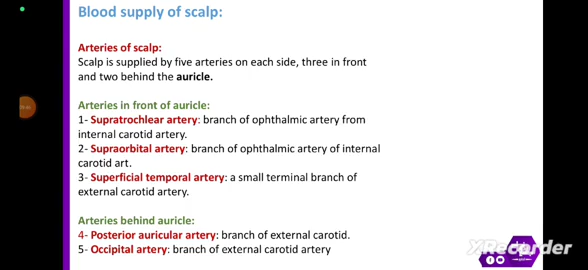 Blood supply of scalp:
Arteries of scalp:
Scalp is supplied by five arteries on each side, three in front
and two behind the auricle.
Arteries in front of auricle:
1- Supratrochlear artery: branch of ophthalmic artery from
internal carotid artery.
2- Supraorbital artery: branch of ophthalmic artery of internal
carotid art.
3- Superficial temporal artery: a small terminal branch of
external carotid artery.
Arteries behind auricle:
4- Posterior auricular artery: branch of external carotid.
5- Occipital artery: branch of external carotid artery
XRecorder